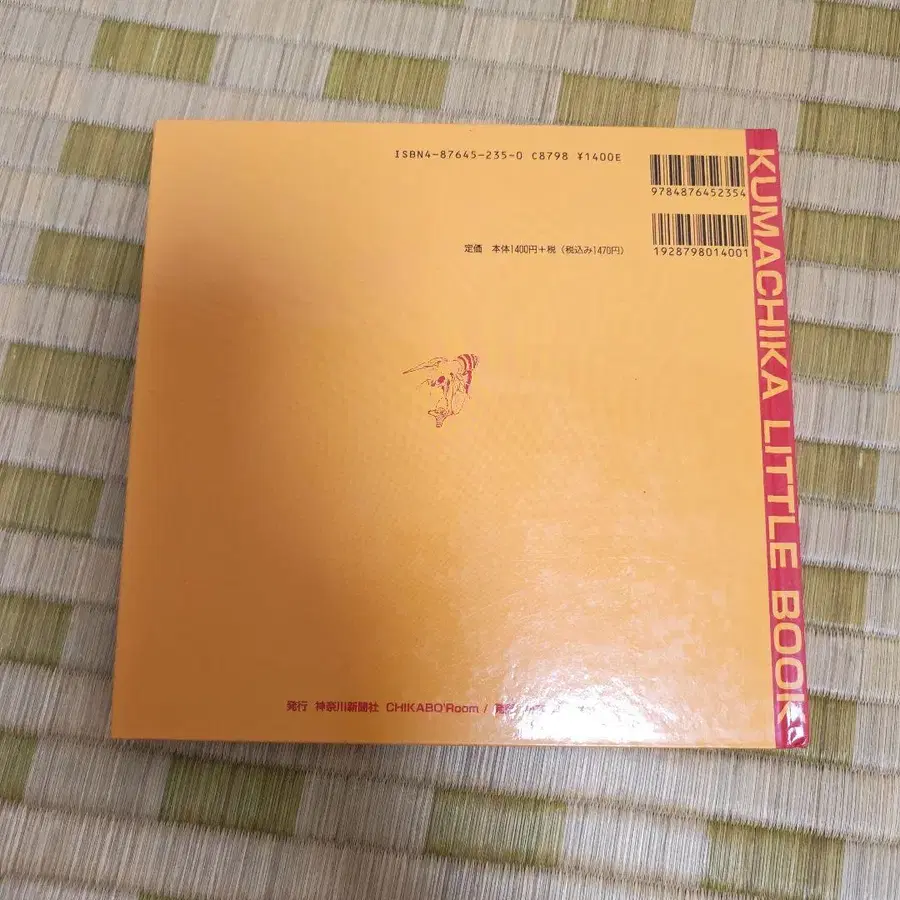 ISBN4-87645-235-0 C8798 ¥1400E
9784876452354
定価 本体1400円+税(税込み1470円)
1928798014001
KUMACHIKA LITTLE BOOK
発行 神奈川新聞社 CHIKABO'Room /